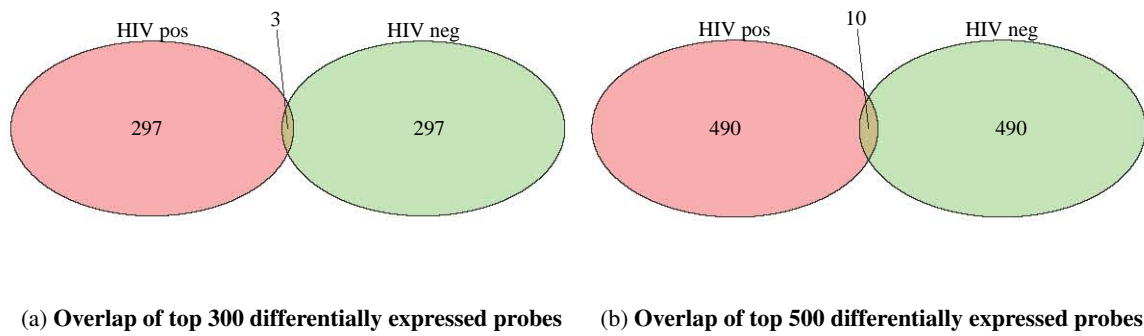 3
HIV pos
HIV neg
297
297
(a) Overlap of top 300 differentially expressed probes
10
HIV pos
HIV neg
490
490
(b) Overlap of top 500 differentially expressed probes